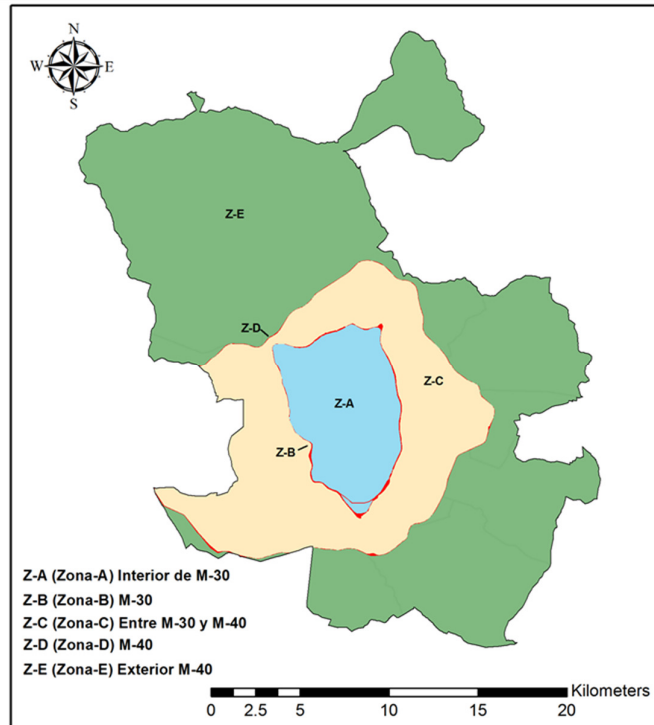 N
W E
S
Z-E
Z-D
Z-C
Z-A
Z-B
Z-A (Zona-A) Interior de M-30
Z-B (Zona-B) M-30
Z-C (Zona-C) Entre M-30 y M-40
Z-D (Zona-D) M-40
Z-E (Zona-E) Exterior M-40
Kilometers
0 2.5 5 10 15 20